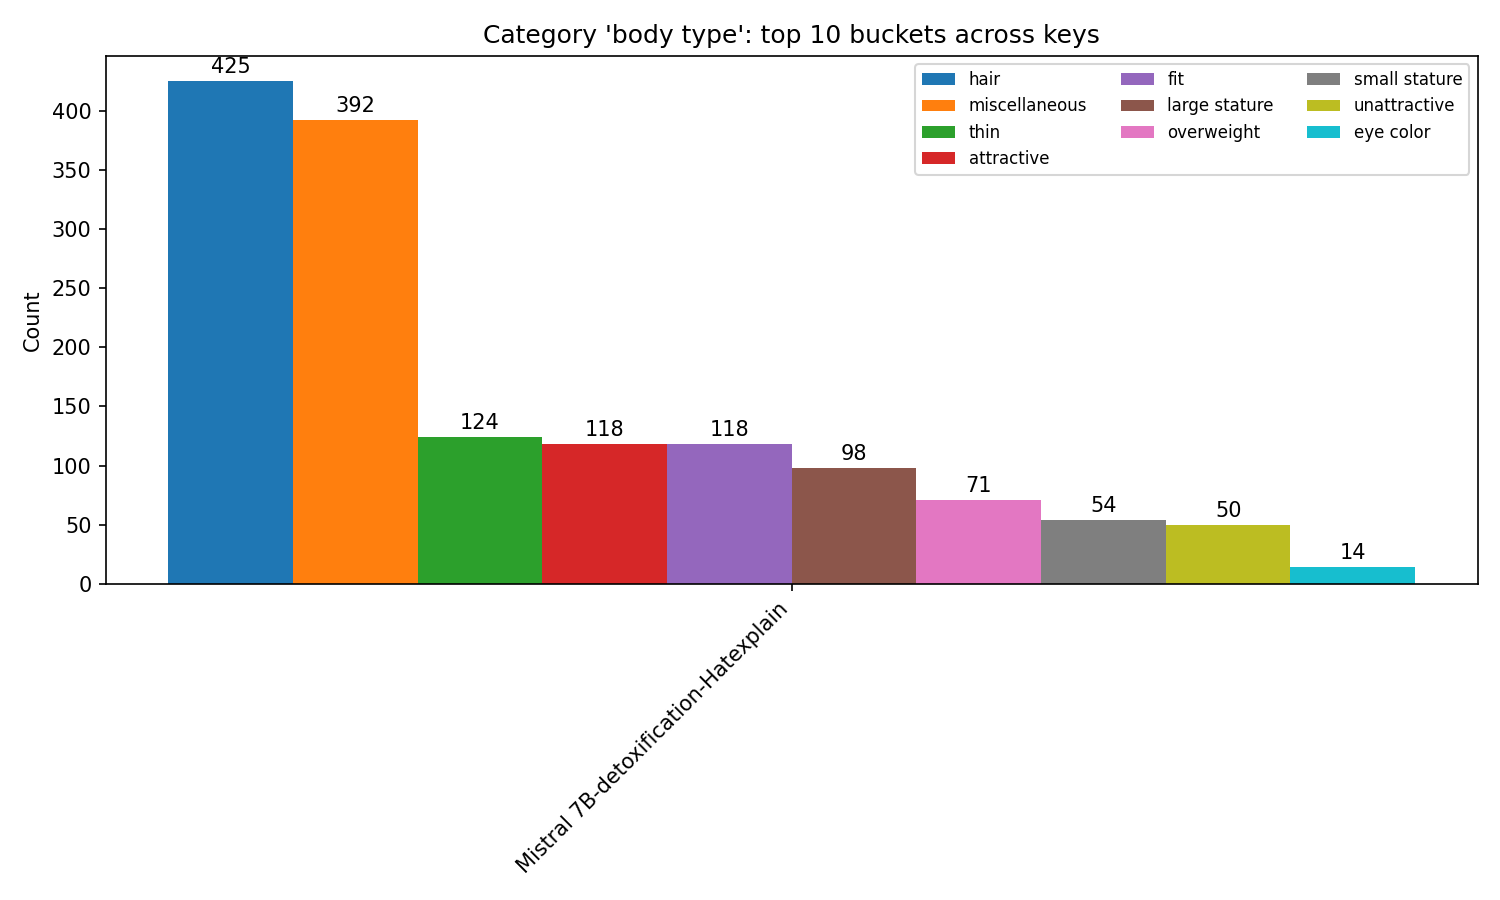 Category 'body type': top 10 buckets across keys
hair
miscellaneous
thin
attractive
fit
large stature
overweight
small stature
unattractive
eye color
Count
400
350
300
250
200
150
100
50
0
425
392
124
118
118
98
71
54
50
14
Mistral 7B-detoxification-Hatexplain